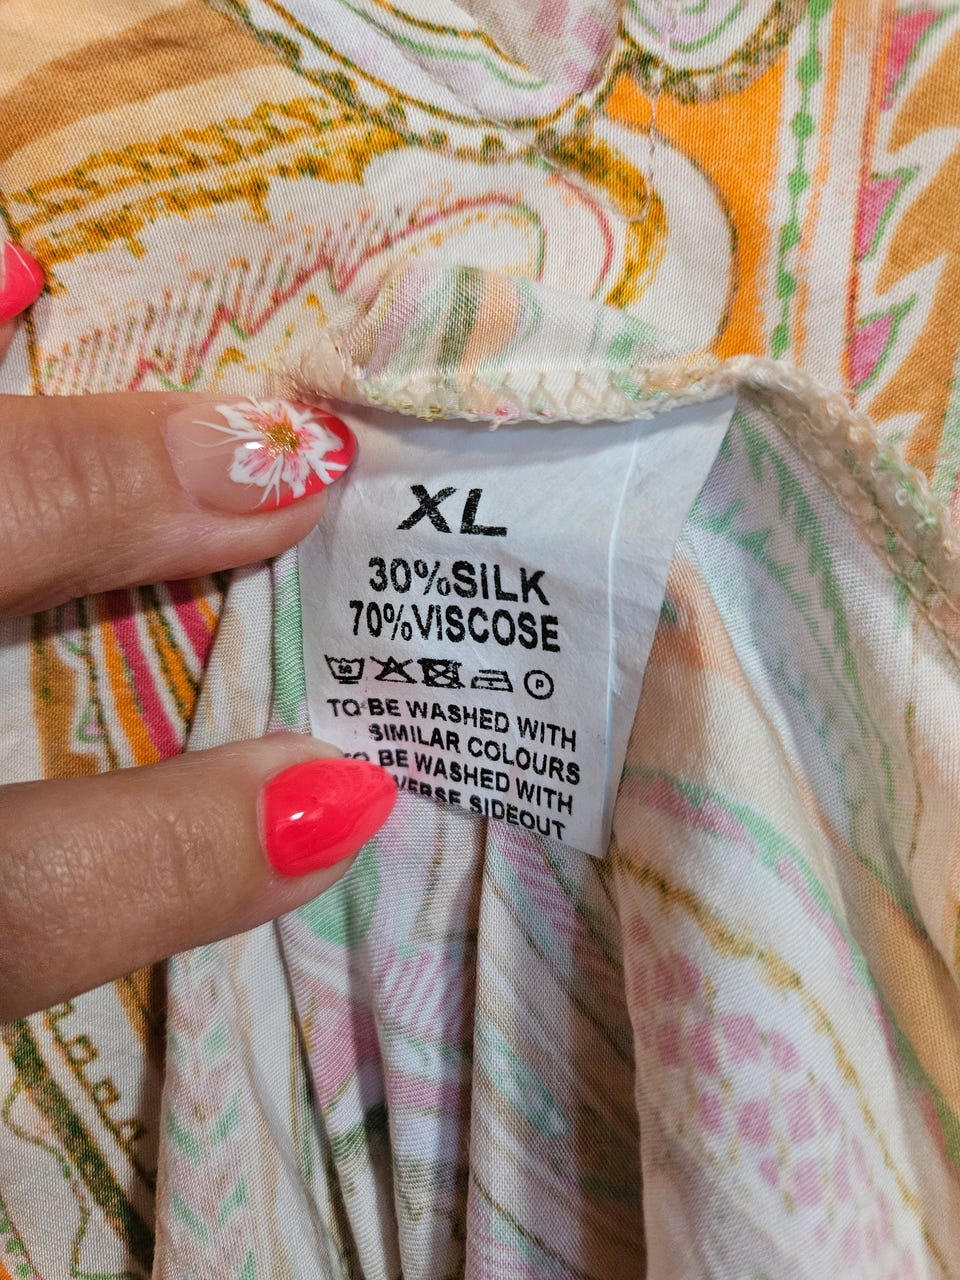 XL
30%SILK
70%VISCOSE
P
TO BE WASHED WITH
SIMILAR COLOURS
BE WASHED WITH
SIDEOUT